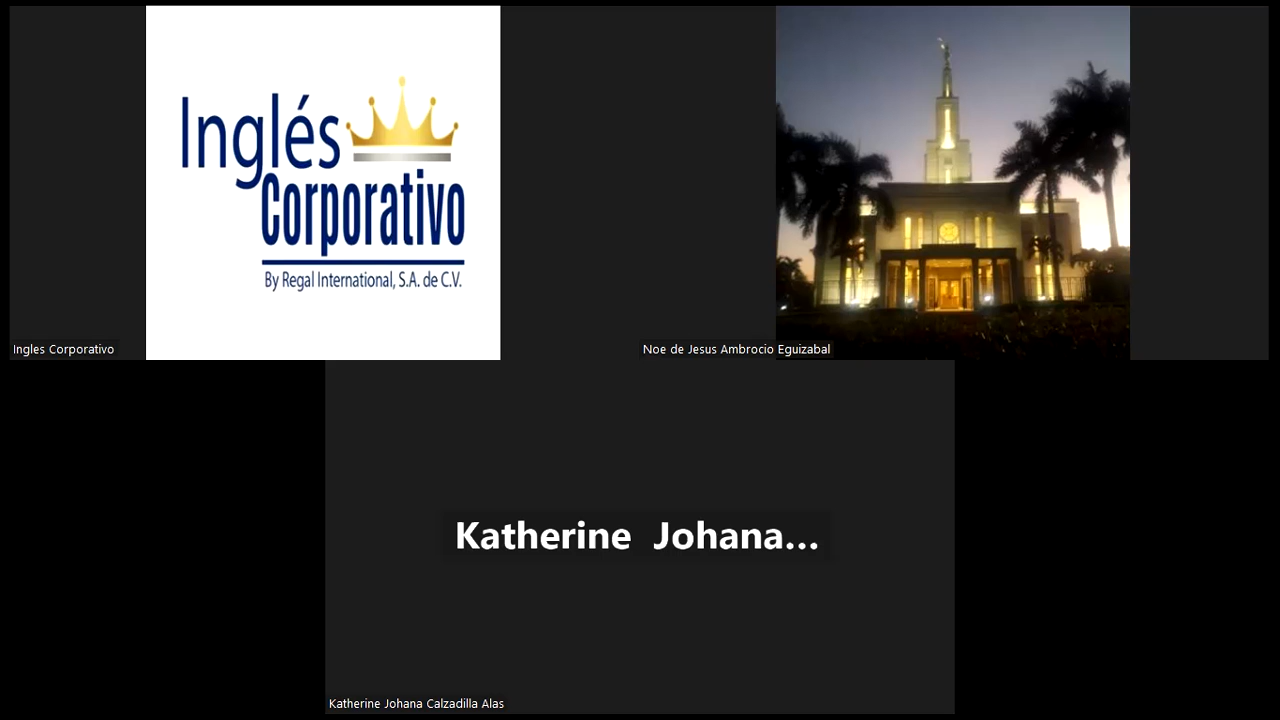 Inglés
Corporativo
By Regal International, S.A. de C.V.
Ingles Corporativo
Noe de Jesus Ambrocio Eguizabal
Katherine Johana...
Katherine Johana Calzadilla Alas